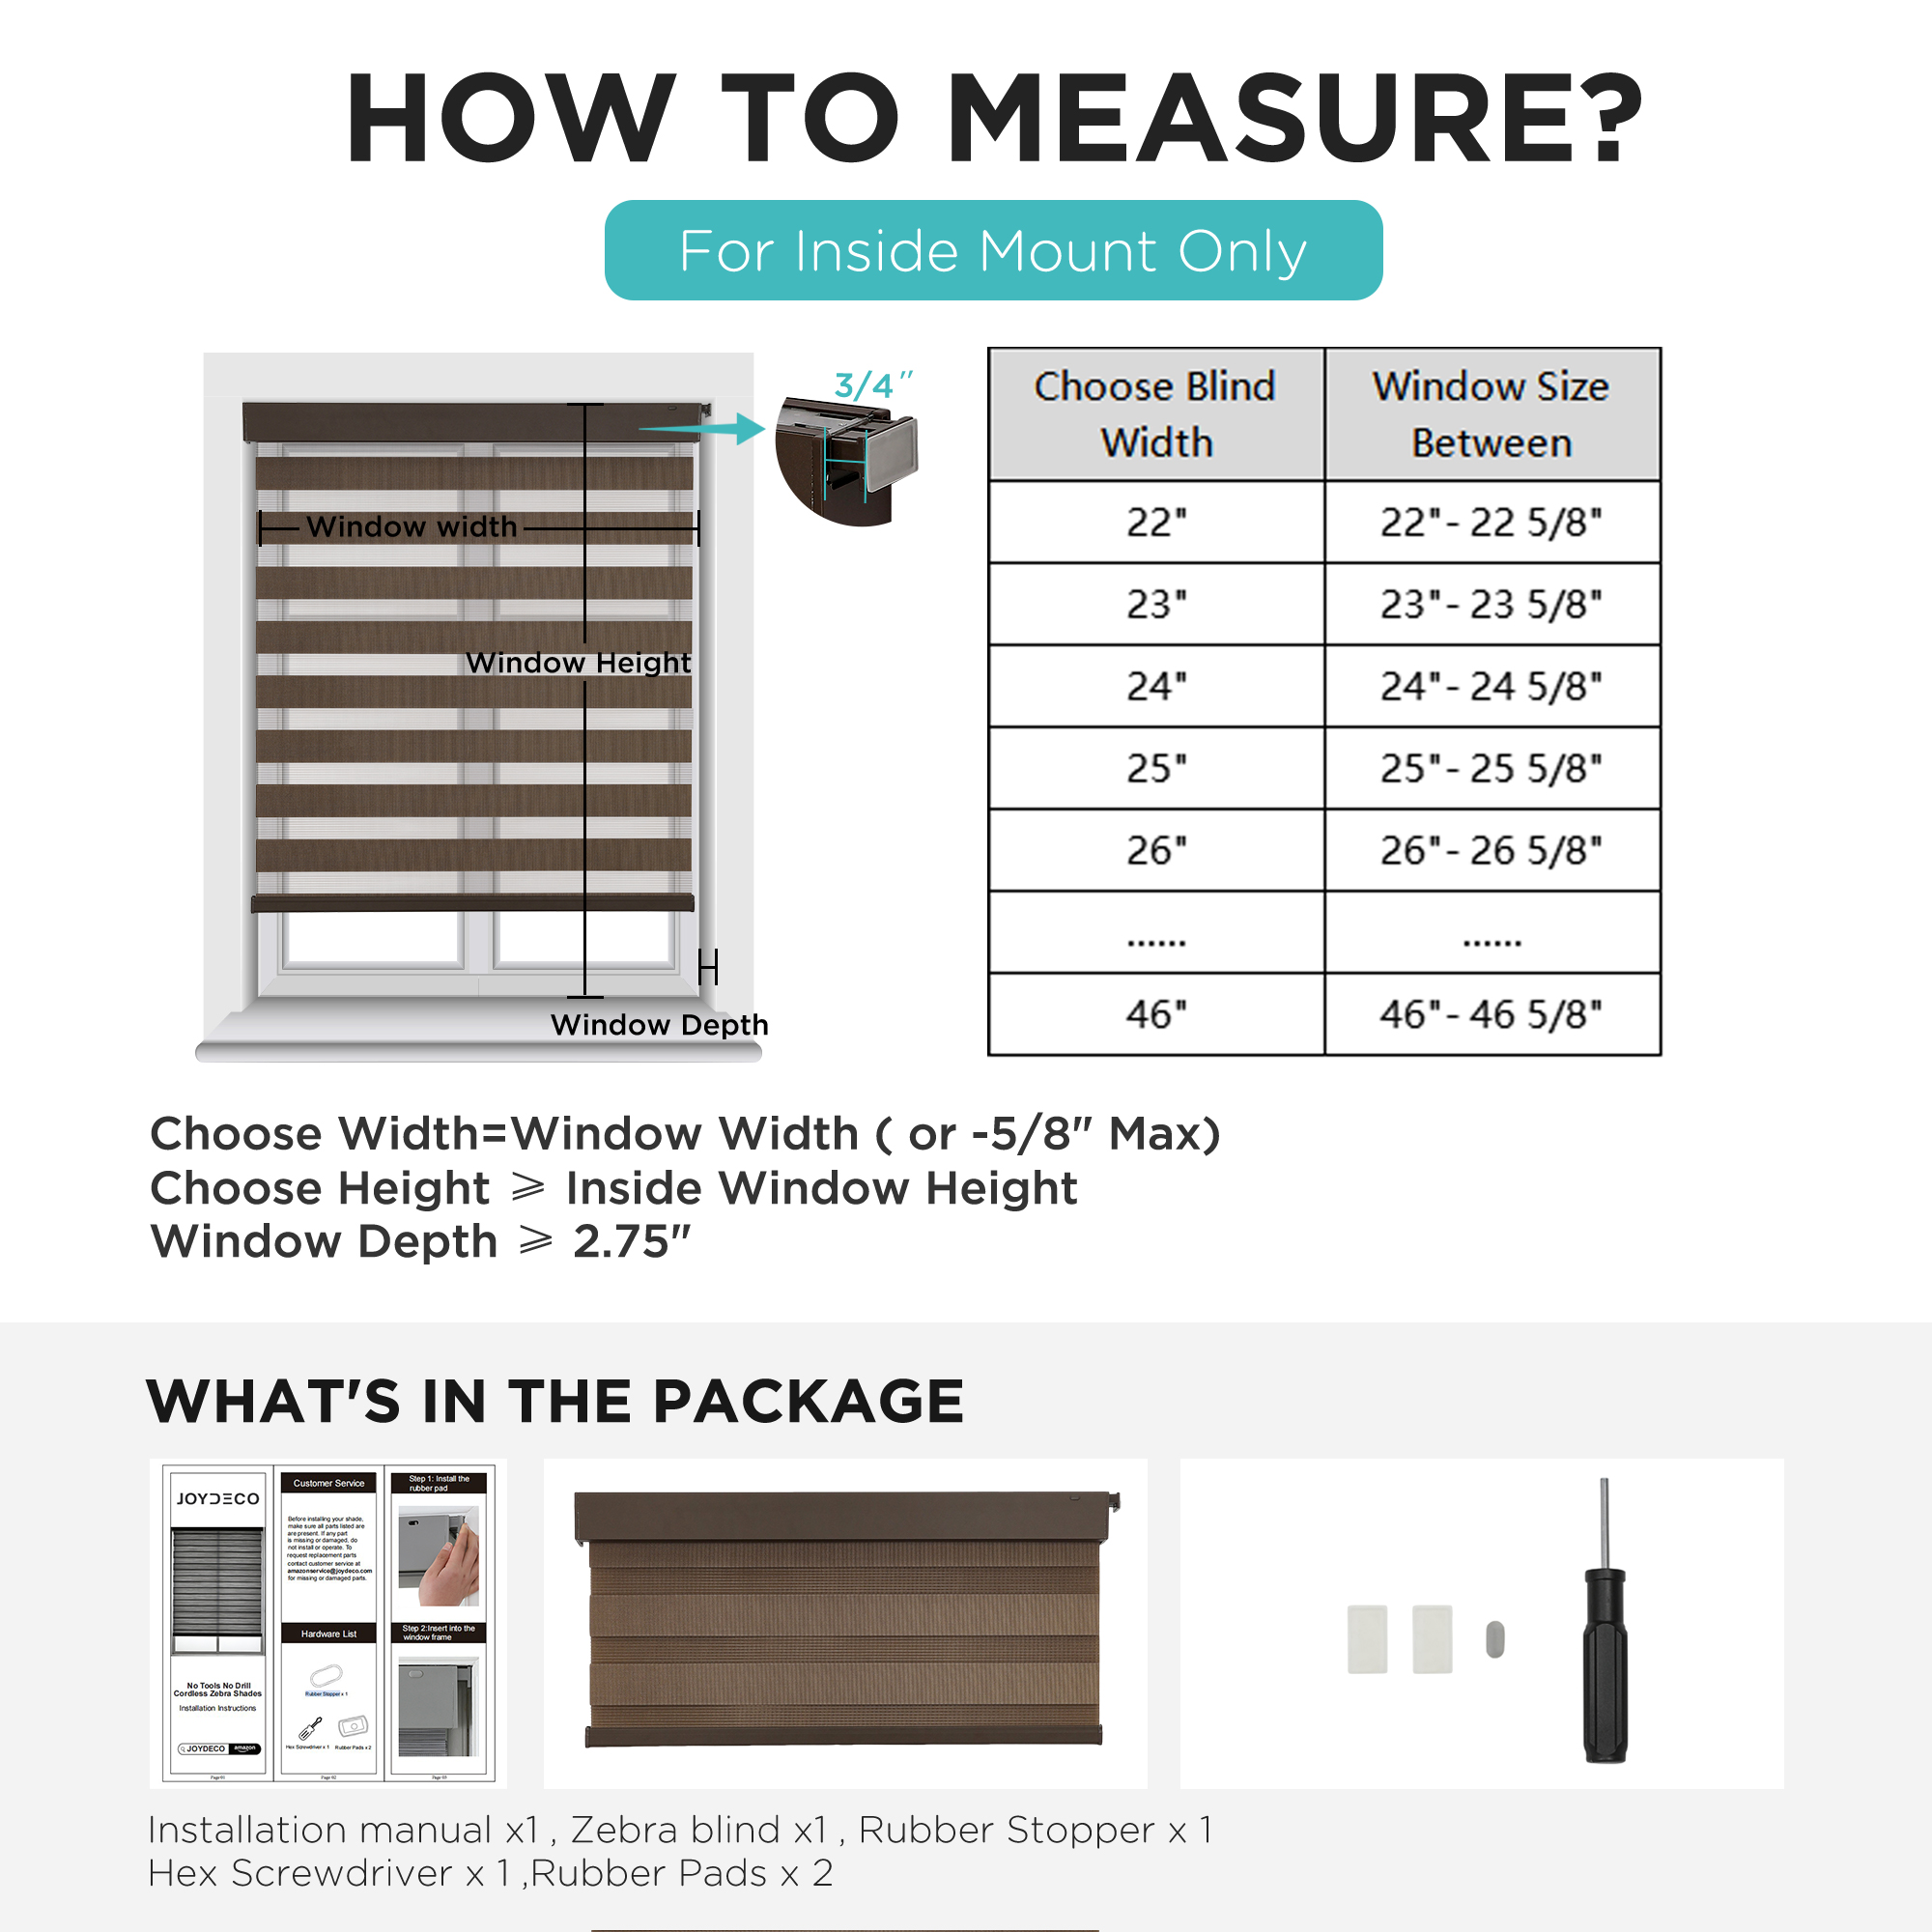 HOW TO MEASURE?
For Inside Mount Only
3/4"
Window width
Window Height
Window Depth
Choose Blind Width
Window Size Between
22"
22"- 22 5/8"
23"
23"- 23 5/8"
24"
24"- 24 5/8"
25"
25"- 25 5/8"
26"
26"- 26 5/8"
......
......
46"
46"- 46 5/8"
Choose Width=Window Width ( or -5/8" Max)
Choose Height ⩾ Inside Window Height
Window Depth ⩾ 2.75"
WHAT'S IN THE PACKAGE
JOYDECO
No Tools No Drill
Cordless Zebra Shades
Installation Instructions
JOYDECO amazon
Page 01
Customer Service
Before installing your shade,
make sure all parts listed are
are present. If any part
is missing or damaged, do
not install or operate. To
request replacement parts
contact customer service at
amazonservice@joydeco.com
for missing or damaged parts.
Hardware List
Rubber Stopper x 1
Hex Screwdriver x 1
Rubber Pads x 2
Page 02
Step 1: Install the
rubber pad
Step 2:Insert into the
window frame
Page 03
Installation manual x1 , Zebra blind x1 , Rubber Stopper x 1
Hex Screwdriver x 1 ,Rubber Pads x 2